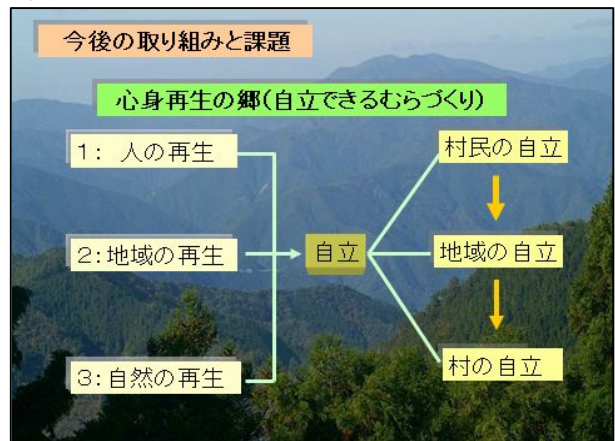 今後の取り組みと課題
心身再生の郷(自立できるむらづくり)
1: 人の再生
2:地域の再生
3:自然の再生
自立
村民の自立
地域の自立
村の自立